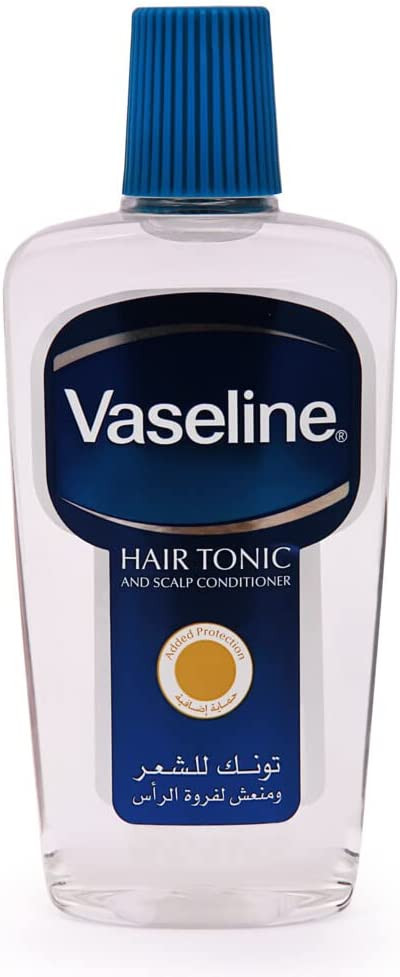 Vaseline®
HAIR TONIC
AND SCALP CONDITIONER
Added Protection
حماية إضافية
تونك للشعر
ومنعش لفروة الرأس